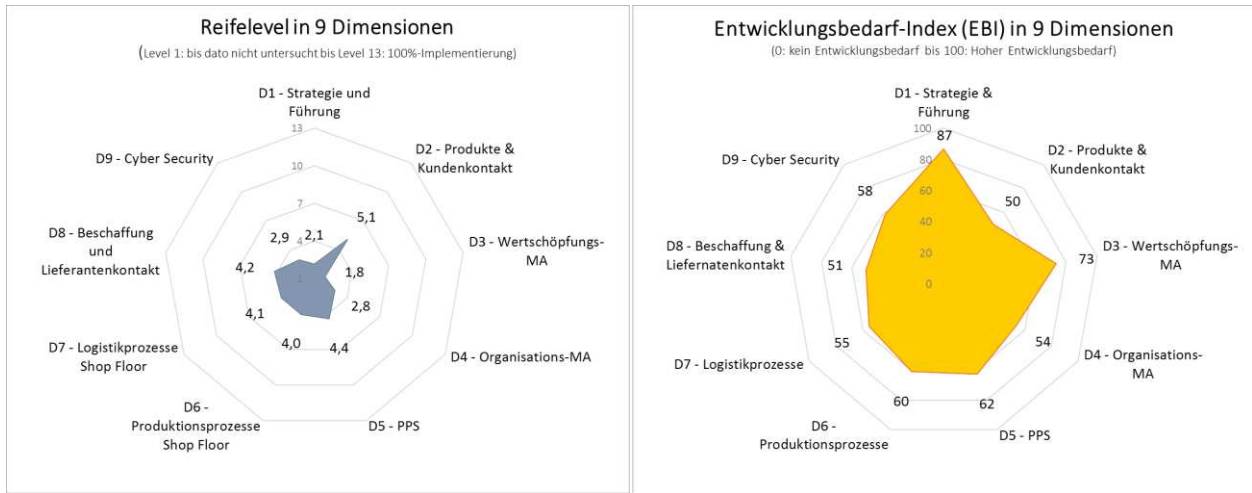 Reifelevel in 9 Dimensionen
(Level 1: bis dato nicht untersucht bis Level 13: 100%-Implementierung)
D1 - Strategie und
Führung
13
10
7
4
1
D2 - Produkte &
Kundenkontakt
D3 - Wertschöpfungs-
MA
D4 - Organisations-MA
D5 - PPS
D6 -
Produktionsprozesse
Shop Floor
D7 - Logistikprozesse
Shop Floor
D8 - Beschaffung
und
Lieferantenkontakt
D9 - Cyber Security
2,1
5,1
1,8
2,8
4,4
4,0
4,1
4,2
2,9
Entwicklungsbedarf-Index (EBI) in 9 Dimensionen
(0: kein Entwicklungsbedarf bis 100: Hoher Entwicklungsbedarf)
D1 - Strategie &
Führung
100
80
60
40
20
0
D2 - Produkte &
Kundenkontakt
D3 - Wertschöpfungs-
MA
D4 - Organisations-
MA
D5 - PPS
D6 -
Produktionsprozesse
D7 - Logistikprozesse
D8 - Beschaffung &
Liefernatenkontakt
D9 - Cyber Security
87
50
73
54
62
60
55
51
58